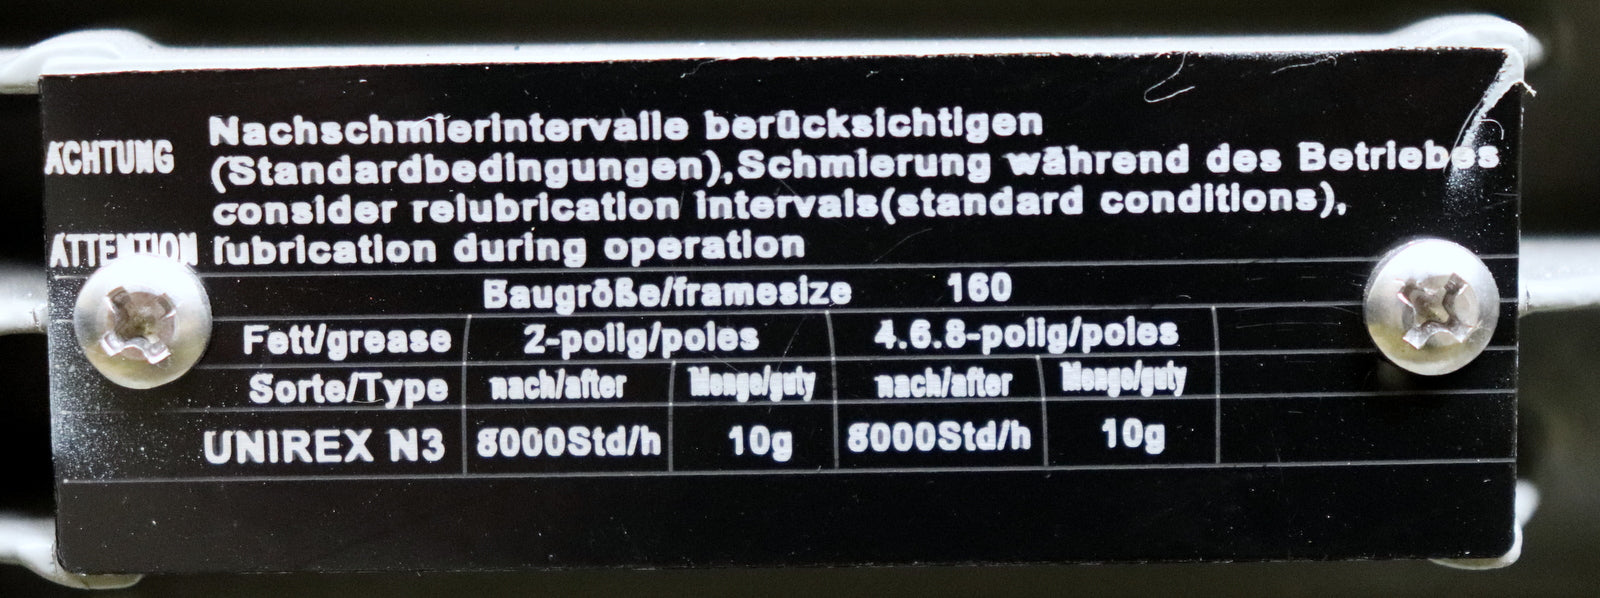 ACHTUNG Nachschmierintervalle berücksichtigen
(Standardbedingungen),Schmierung während des Betriebes
consider relubrication intervals(standard conditions),
ATTENTION lubrication during operation
Baugröße/framesize 160
Fett/grease 2-polig/poles 4.6.8-polig/poles
Sorte/Type nach/after Menge/guty nach/after Menge/guty
UNIREX N3 8000Std/h 10g 8000Std/h 10g